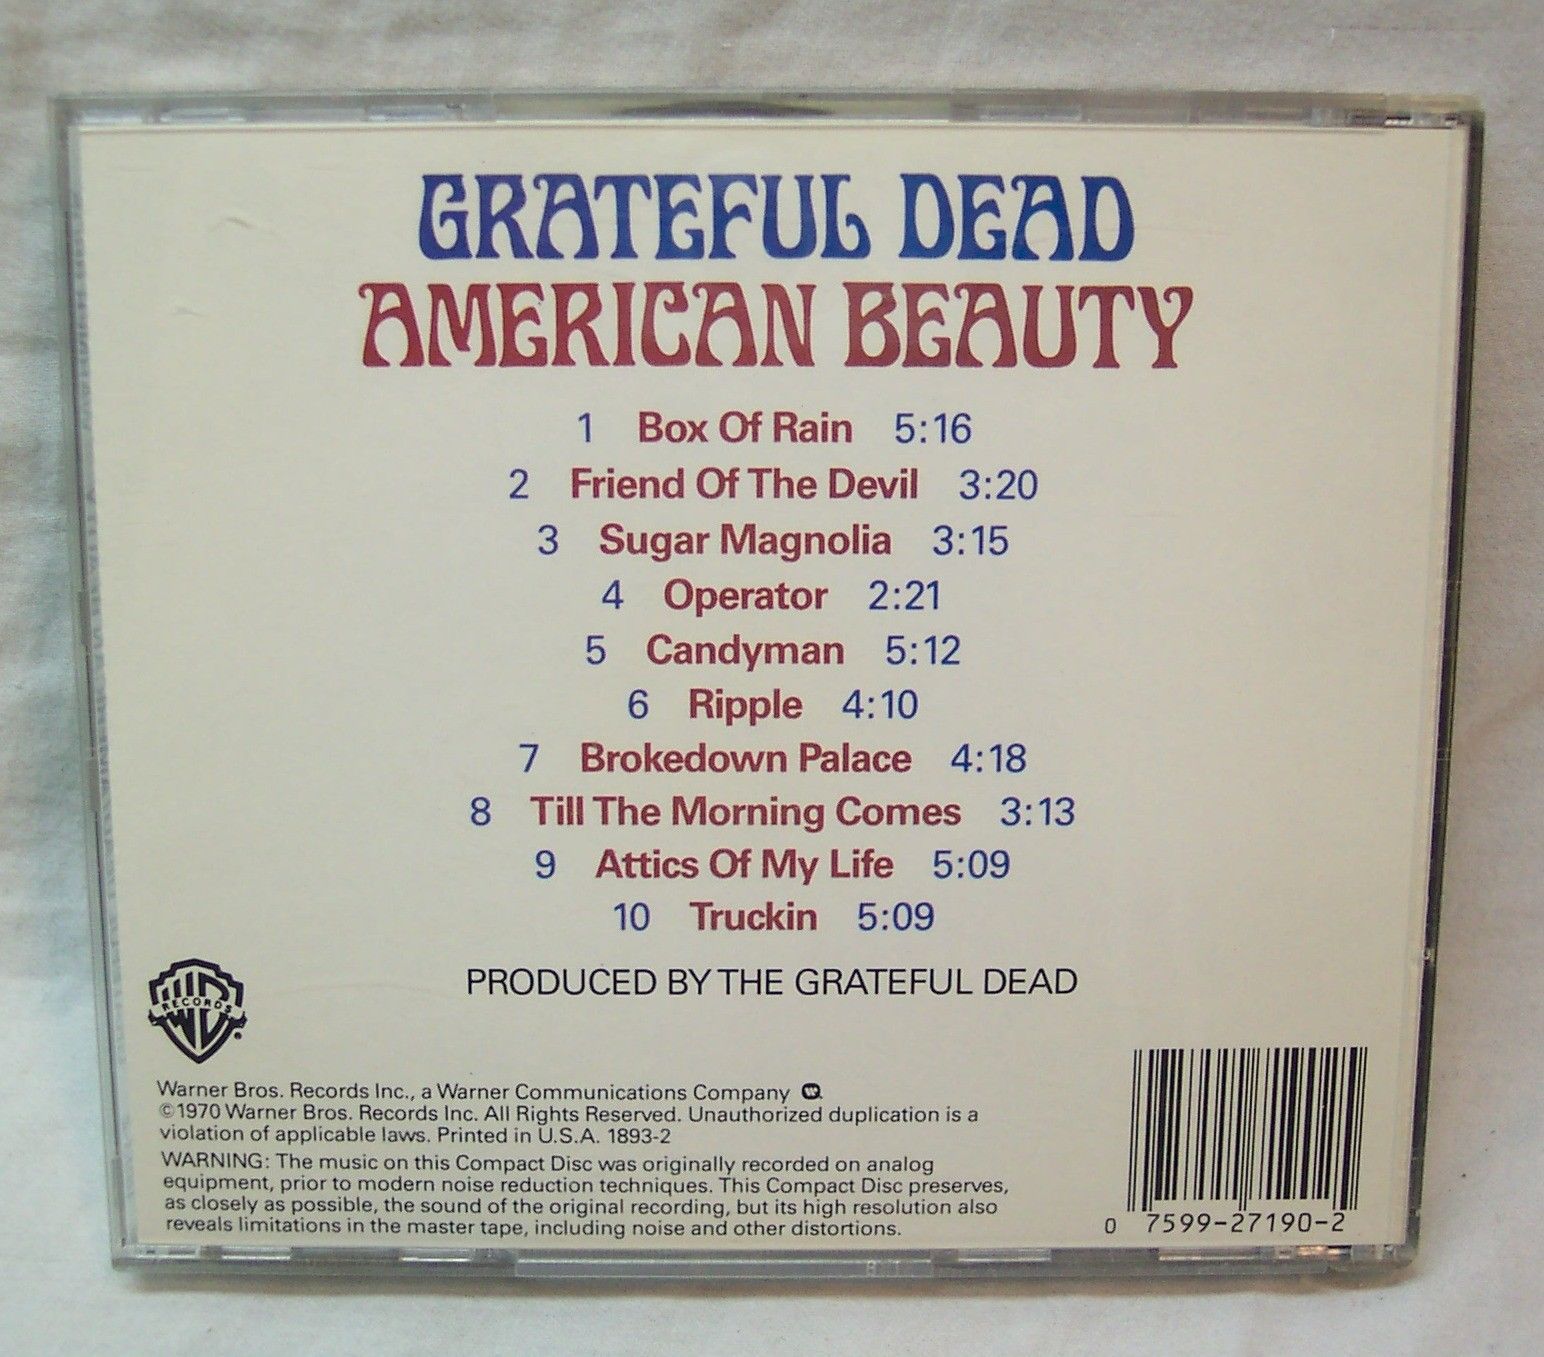 GRATEFUL DEAD
AMERICAN BEAUTY
1 Box Of Rain 5:16
2 Friend Of The Devil 3:20
3 Sugar Magnolia 3:15
4 Operator 2:21
5 Candyman 5:12
6 Ripple 4:10
7 Brokedown Palace 4:18
8 Till The Morning Comes 3:13
9 Attics Of My Life 5:09
10 Truckin 5:09
PRODUCED BY THE GRATEFUL DEAD
RECORDS
Warner Bros. Records Inc., a Warner Communications Company
©1970 Warner Bros. Records Inc. All Rights Reserved. Unauthorized duplication is a
violation of applicable laws. Printed in U.S.A. 1893-2
WARNING: The music on this Compact Disc was originally recorded on analog
equipment, prior to modern noise reduction techniques. This Compact Disc preserves,
as closely as possible, the sound of the original recording, but its high resolution also
reveals limitations in the master tape, including noise and other distortions.
0 7599-27190-2